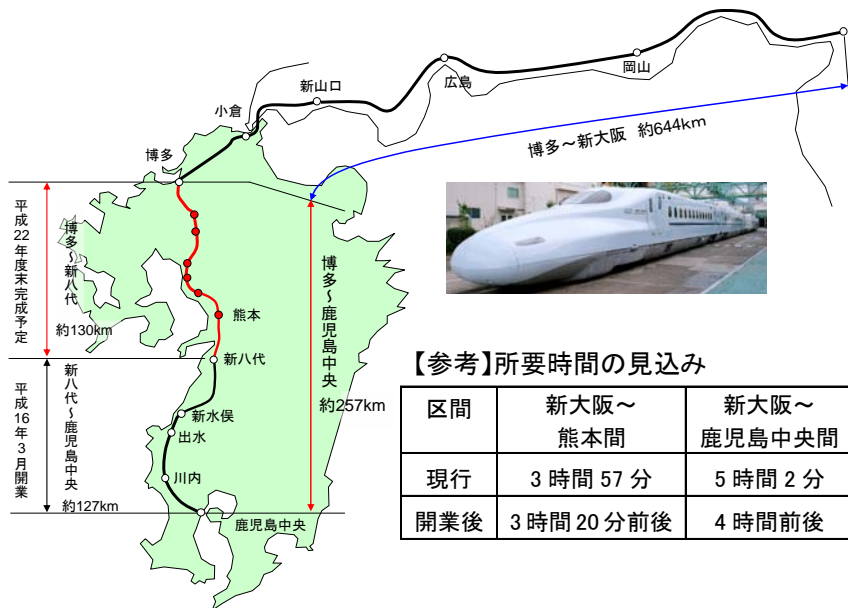 岡山
広島
新山口
小倉
博多
博多～新大阪 約644km
平成22年度末完成予定
博多～新八代
約130km
熊本
新八代
博多～鹿児島中央
約257km
平成16年3月開業
新八代～鹿児島中央
約127km
新水俣
出水
川内
鹿児島中央
【参考】所要時間の見込み
区間 新大阪～熊本間 新大阪～鹿児島中央間
現行 3時間57分 5時間2分
開業後 3時間20分前後 4時間前後